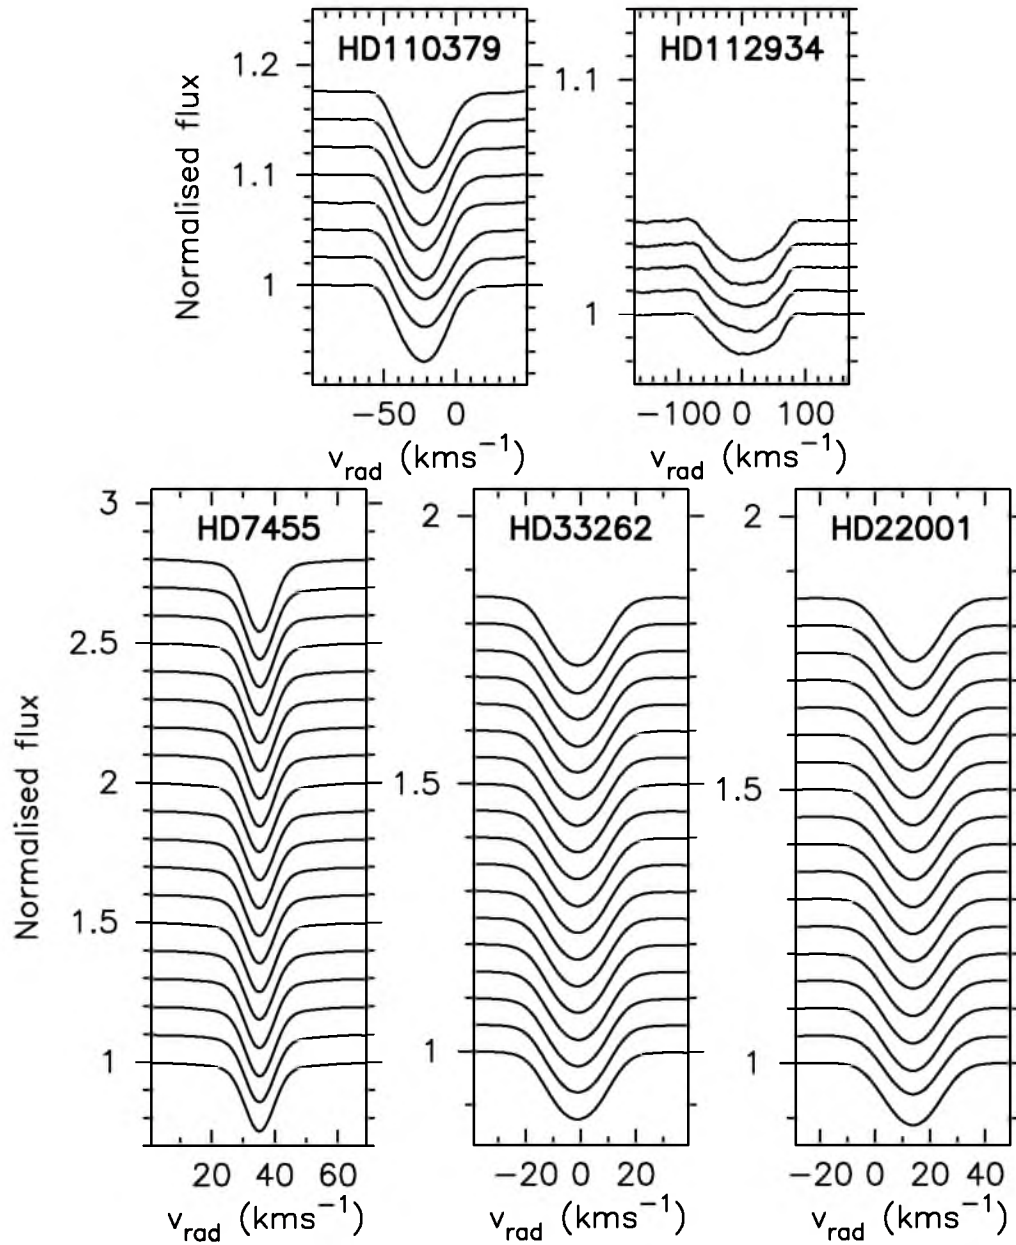 HD110379
HD112934
1.2
1.1
1
Normalised flux
1.1
1
−50 0
−100 0 100
v_rad (kms^−1)
v_rad (kms^−1)
HD7455
HD33262
HD22001
3
2.5
2
1.5
1
Normalised flux
2
1.5
1
2
1.5
1
20 40 60
−20 0 20
−20 0 20 40
v_rad (kms^−1)
v_rad (kms^−1)
v_rad (kms^−1)